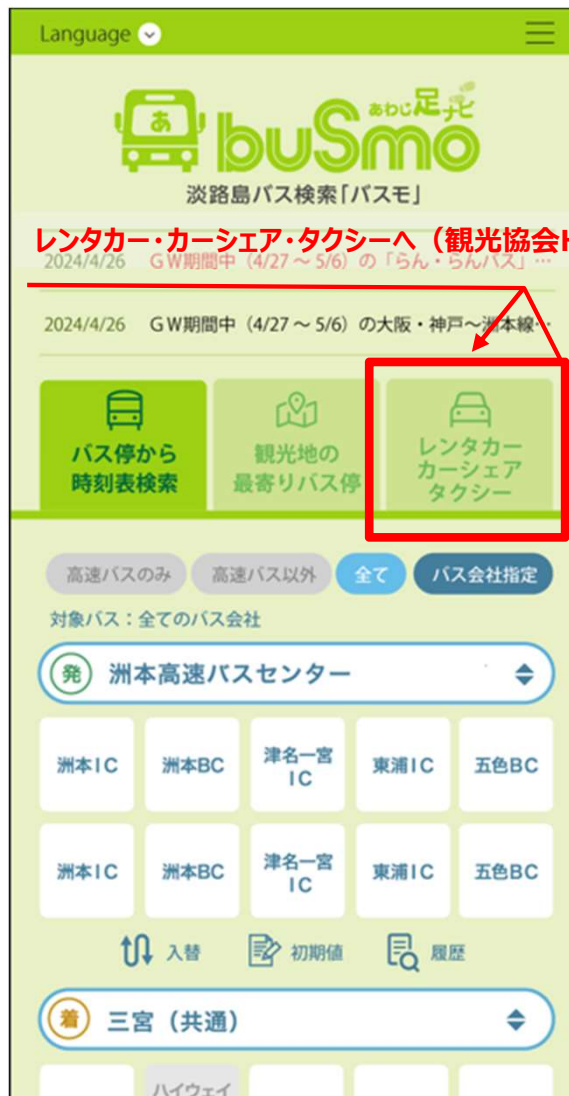 Language
あ
buSmo
あわじ足ナビ
淡路島バス検索「バスモ」
レンタカー・カーシェア・タクシーへ（観光協会H
2024/4/26 GW期間中（4/27～5/6）の「らん・らんバス」…
2024/4/26 GW期間中（4/27～5/6）の大阪・神戸～洲本線…
バス停から
時刻表検索
観光地の
最寄りバス停
レンタカー
カーシェア
タクシー
高速バスのみ 高速バス以外 全て バス会社指定
対象バス：全てのバス会社
発 洲本高速バスセンター
洲本IC 洲本BC 津名一宮IC 東浦IC 五色BC
洲本IC 洲本BC 津名一宮IC 東浦IC 五色BC
入替 初期値 履歴
着 三宮（共通）
ハイウェイ